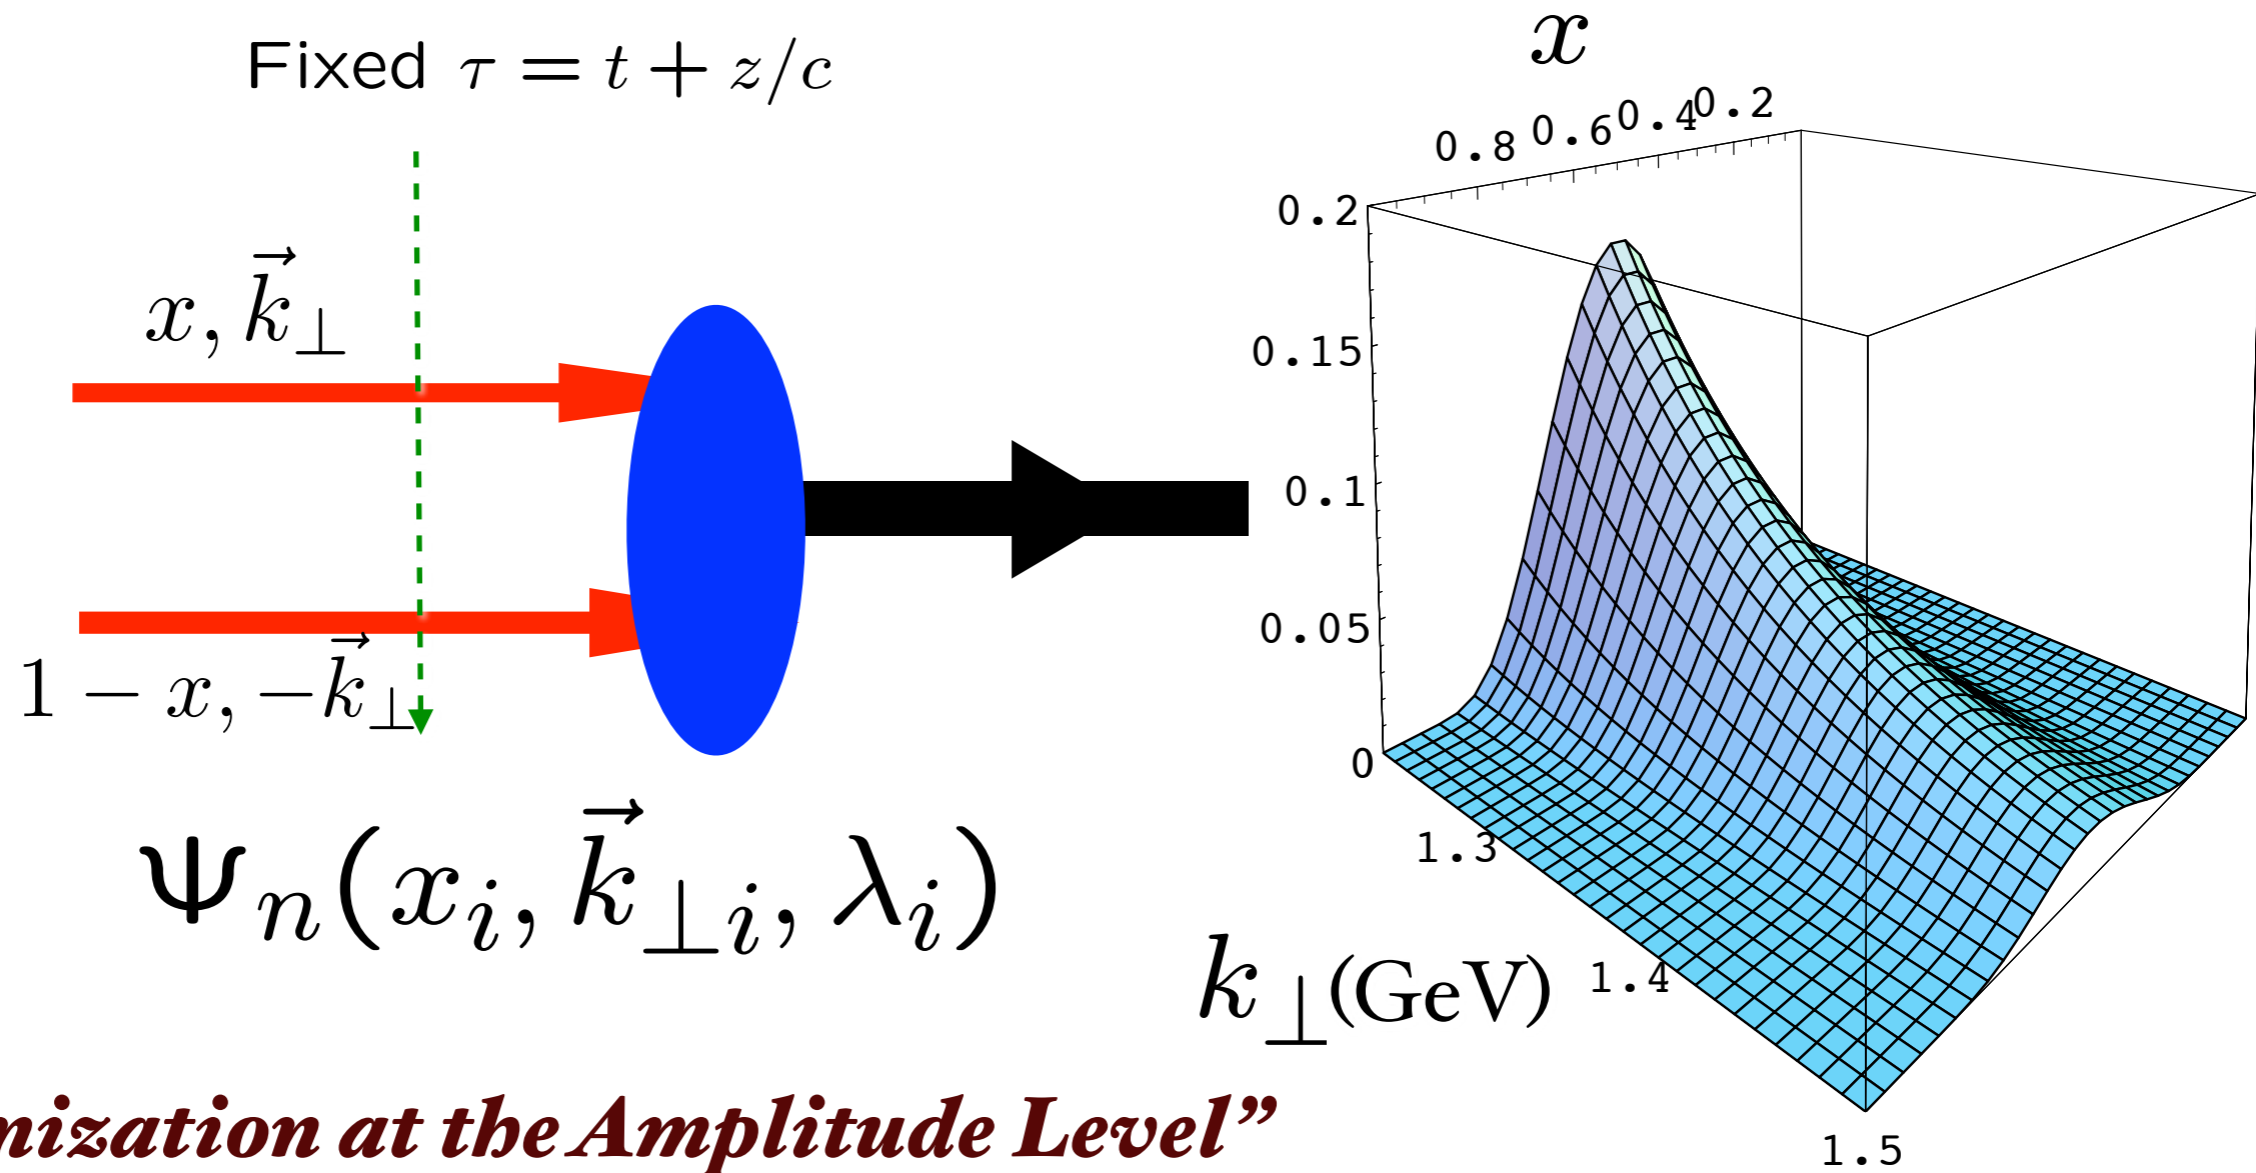 Fixed τ = t + z/c
x, k⃗⊥
1 − x, −k⃗⊥
Ψn(xi, k⃗⊥i, λi)
x
0.8 0.6 0.4 0.2
0.2
0.15
0.1
0.05
0
1.3
1.4
1.5
k⊥(GeV)
nization at the Amplitude Level”